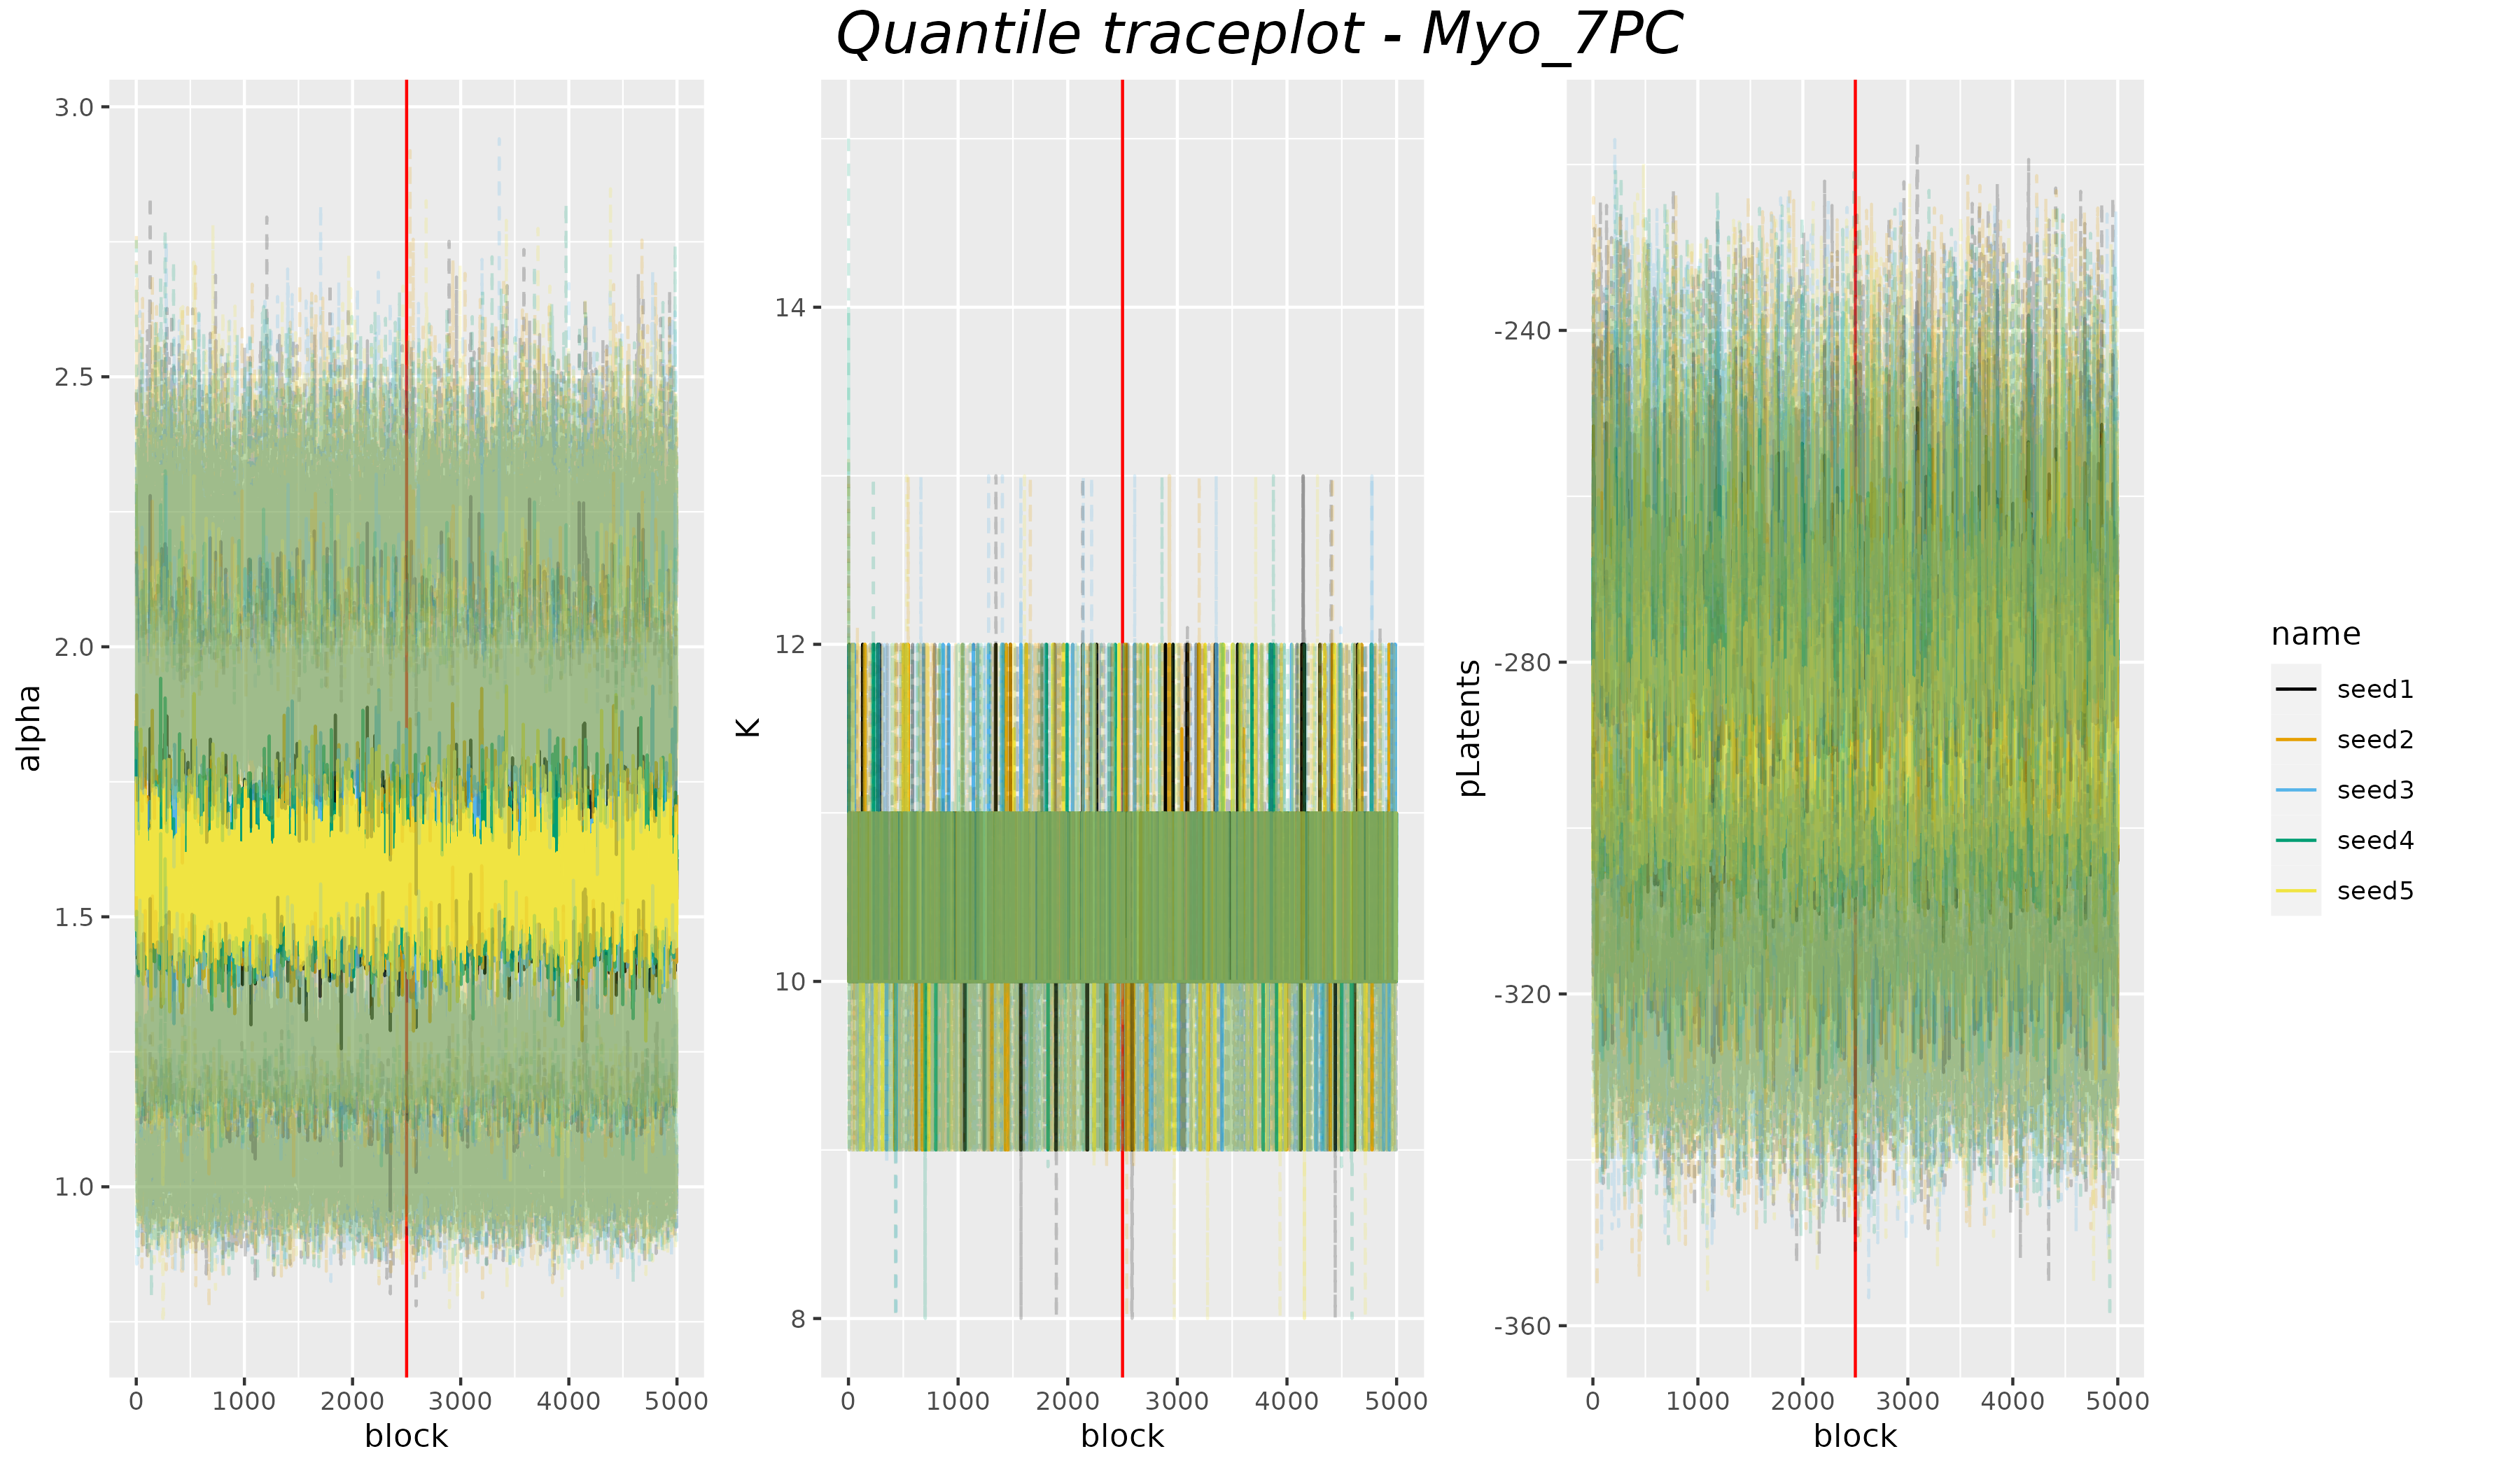 Quantile traceplot - Myo_7PC
alpha
3.0
2.5
2.0
1.5
1.0
0 1000 2000 3000 4000 5000
block
K
14
12
10
8
0 1000 2000 3000 4000 5000
block
pLatents
-240
-280
-320
-360
0 1000 2000 3000 4000 5000
block
name
seed1
seed2
seed3
seed4
seed5